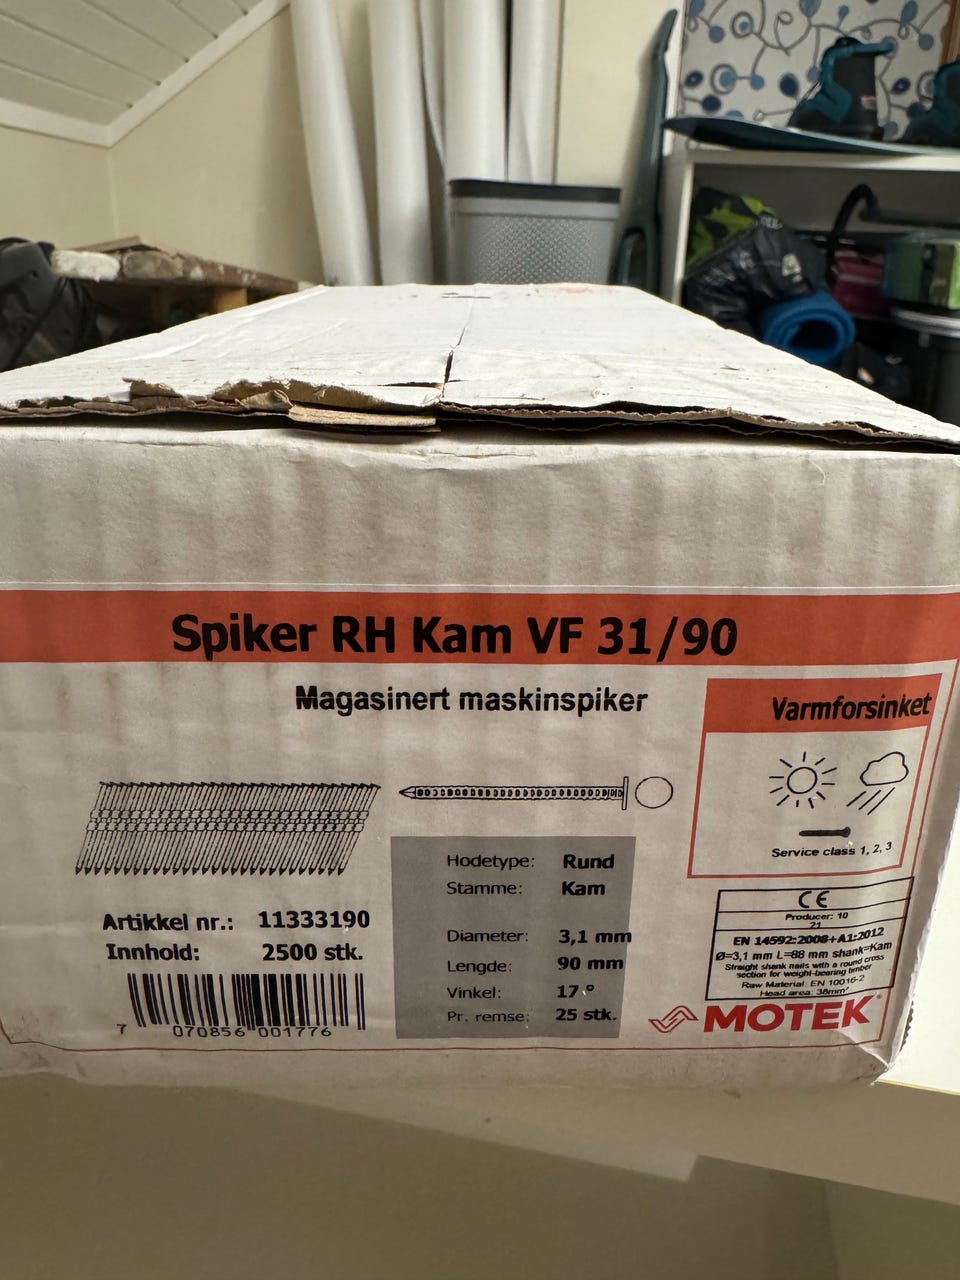 Spiker RH Kam VF 31/90
Magasinert maskinspiker
Varmforsinket
Service class 1, 2, 3
Hodetype: Rund
Stamme: Kam
Diameter: 3,1 mm
Lengde: 90 mm
Vinkel: 17 °
Pr. remse: 25 stk.
Artikkel nr.: 11333190
Innhold: 2500 stk.
7 070856 001776
CE
Producer: 10
21
EN 14592:2008+A1:2012
Ø=3,1 mm L=88 mm shank=Kam
Straight shank nails with a round cross
section for weight-bearing timber
Raw Material: EN 10016-2
Head area: 38mm²
MOTEK®